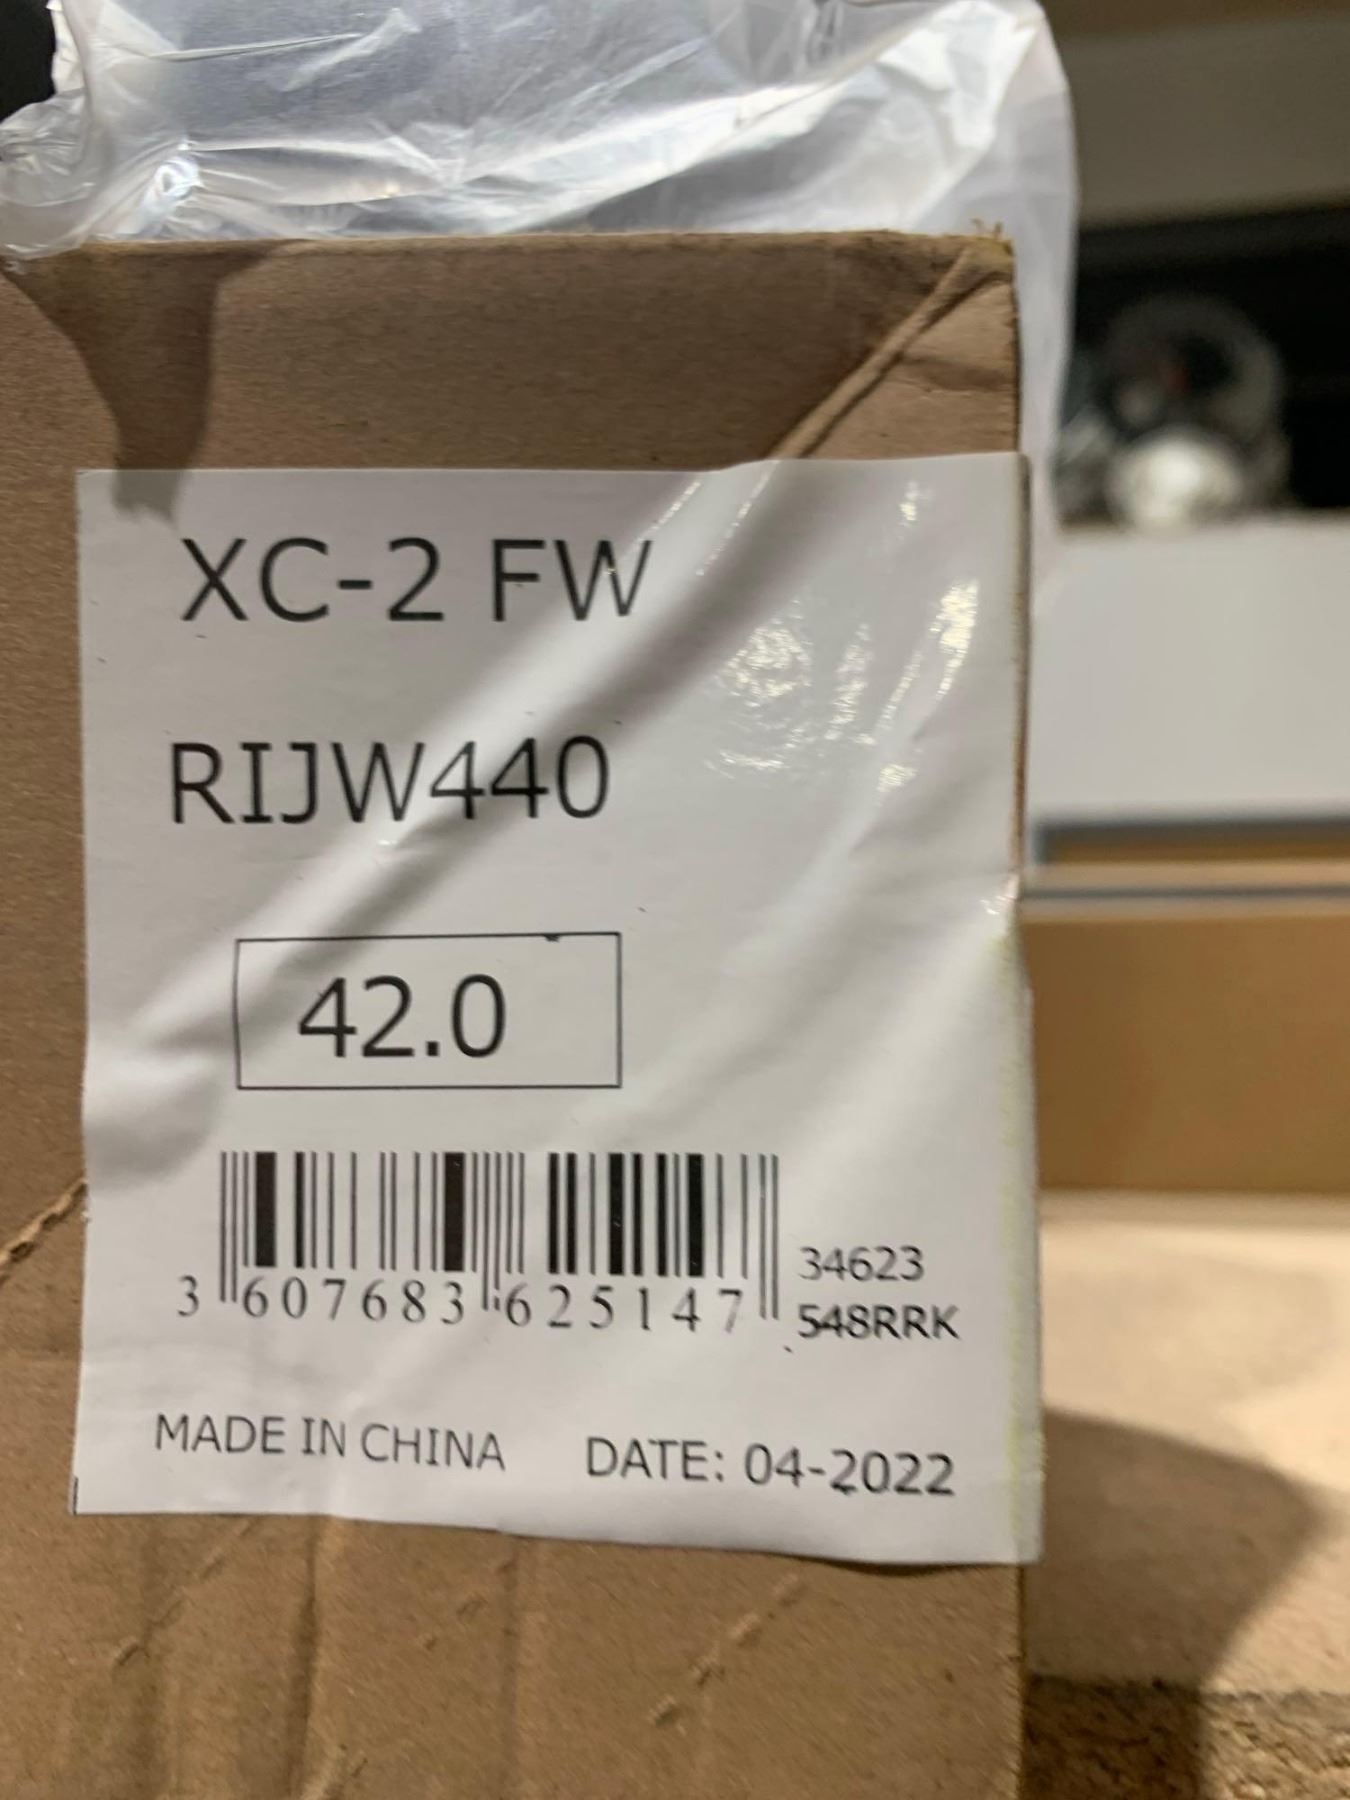 XC-2 FW
RIJW440
42.0
34623
3 607683 625147 548RRK
MADE IN CHINA DATE: 04-2022